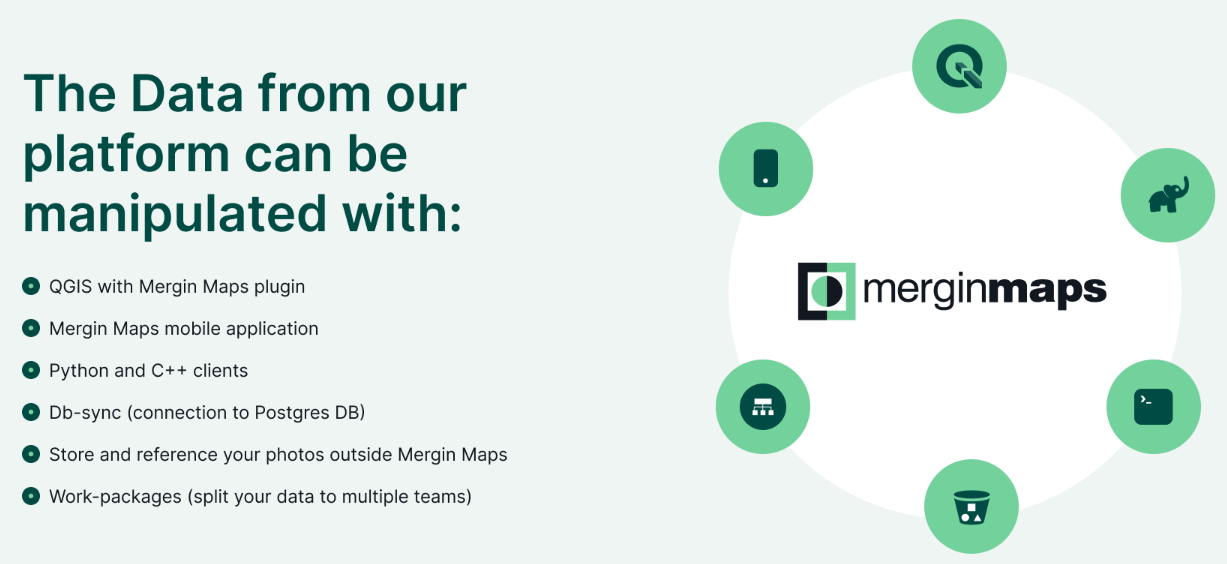 The Data from our
platform can be
manipulated with:
QGIS with Mergin Maps plugin
Mergin Maps mobile application
Python and C++ clients
Db-sync (connection to Postgres DB)
Store and reference your photos outside Mergin Maps
Work-packages (split your data to multiple teams)
merginmaps